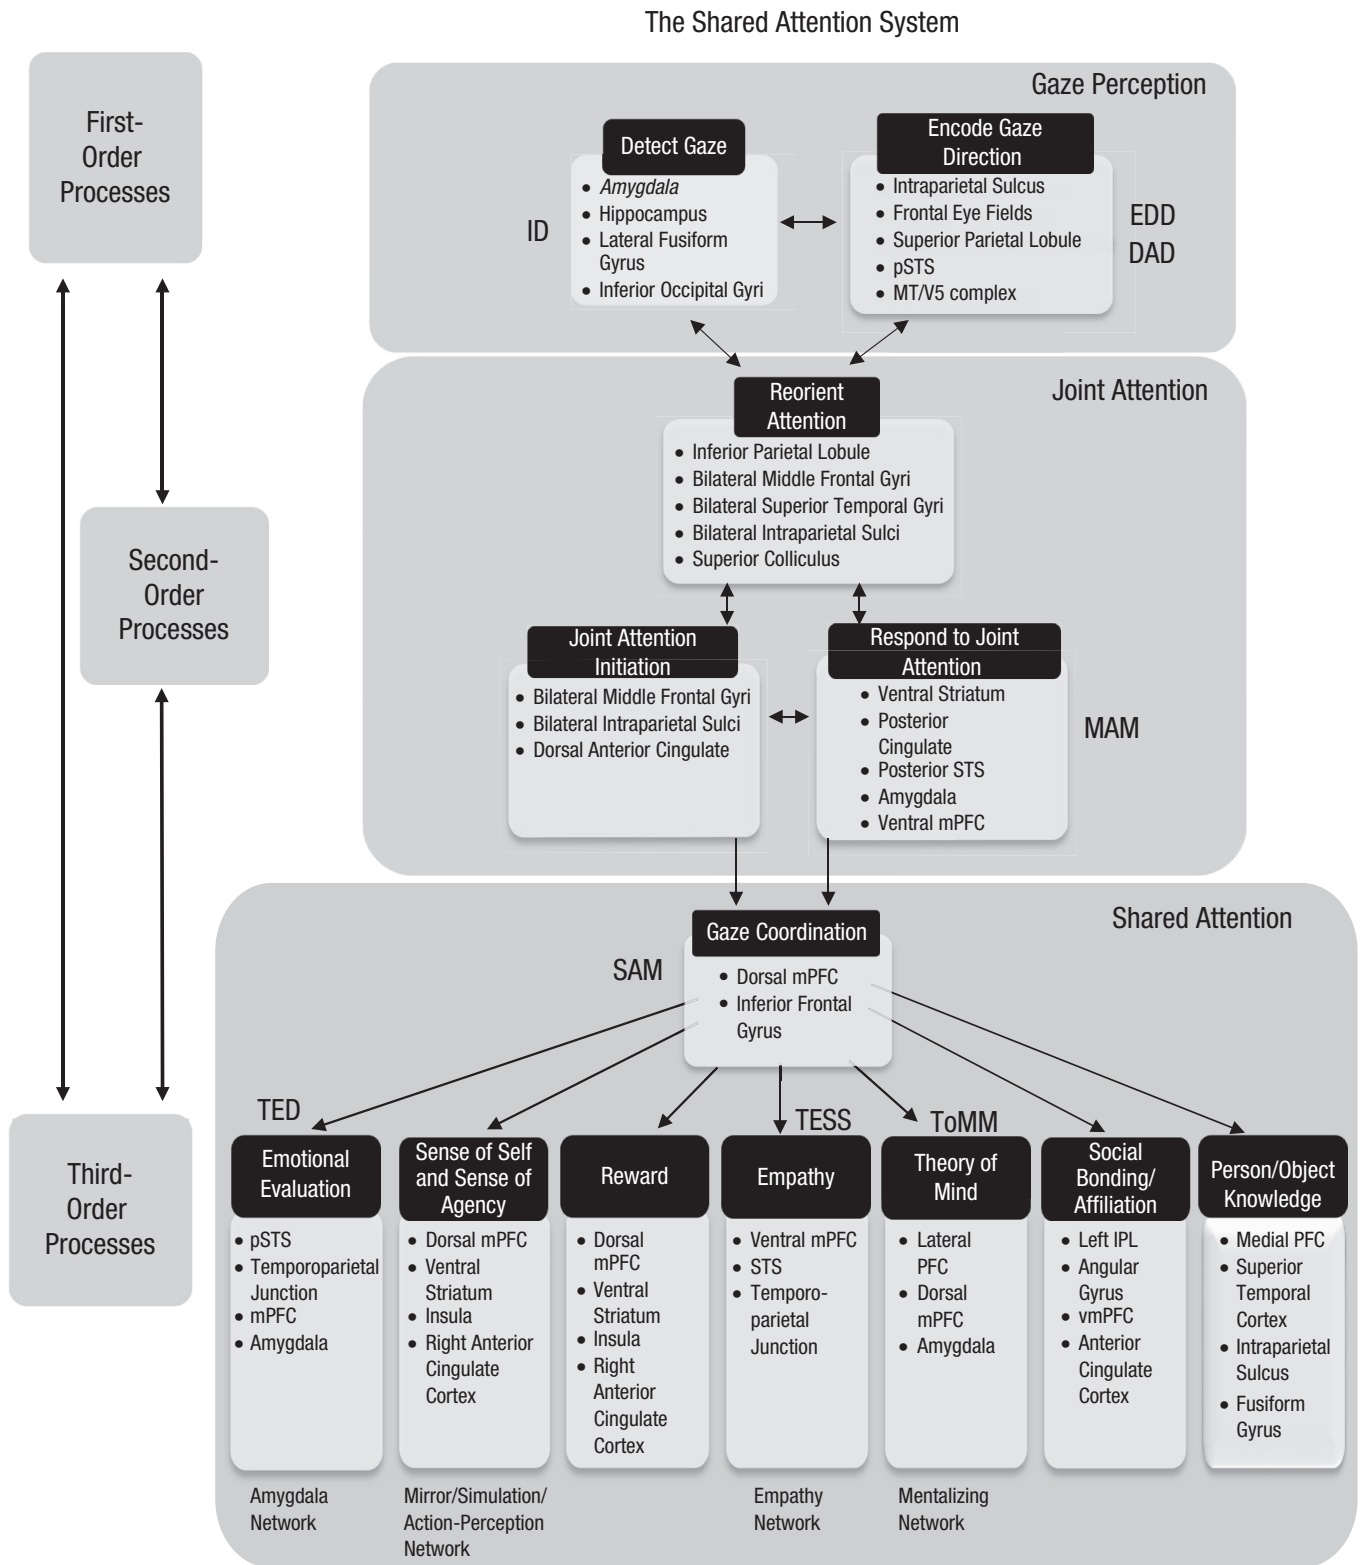 The Shared Attention System
First-
Order
Processes
Second-
Order
Processes
Third-
Order
Processes
Gaze Perception
Detect Gaze
• Amygdala
• Hippocampus
• Lateral Fusiform
Gyrus
• Inferior Occipital Gyri
ID
Encode Gaze
Direction
• Intraparietal Sulcus
• Frontal Eye Fields
• Superior Parietal Lobule
• pSTS
• MT/V5 complex
EDD
DAD
Joint Attention
Reorient
Attention
• Inferior Parietal Lobule
• Bilateral Middle Frontal Gyri
• Bilateral Superior Temporal Gyri
• Bilateral Intraparietal Sulci
• Superior Colliculus
Joint Attention
Initiation
• Bilateral Middle Frontal Gyri
• Bilateral Intraparietal Sulci
• Dorsal Anterior Cingulate
Respond to Joint
Attention
• Ventral Striatum
• Posterior
Cingulate
• Posterior STS
• Amygdala
• Ventral mPFC
MAM
Shared Attention
SAM
Gaze Coordination
• Dorsal mPFC
• Inferior Frontal
Gyrus
TED
Emotional
Evaluation
• pSTS
• Temporoparietal
Junction
• mPFC
• Amygdala
Amygdala
Network
Sense of Self
and Sense of
Agency
• Dorsal mPFC
• Ventral
Striatum
• Insula
• Right Anterior
Cingulate
Cortex
Mirror/Simulation/
Action-Perception
Network
Reward
• Dorsal
mPFC
• Ventral
Striatum
• Insula
• Right
Anterior
Cingulate
Cortex
TESS
Empathy
• Ventral mPFC
• STS
• Temporo-
parietal
Junction
Empathy
Network
ToMM
Theory of
Mind
• Lateral
PFC
• Dorsal
mPFC
• Amygdala
Mentalizing
Network
Social
Bonding/
Affiliation
• Left IPL
• Angular
Gyrus
• vmPFC
• Anterior
Cingulate
Cortex
Person/Object
Knowledge
• Medial PFC
• Superior
Temporal
Cortex
• Intraparietal
Sulcus
• Fusiform
Gyrus